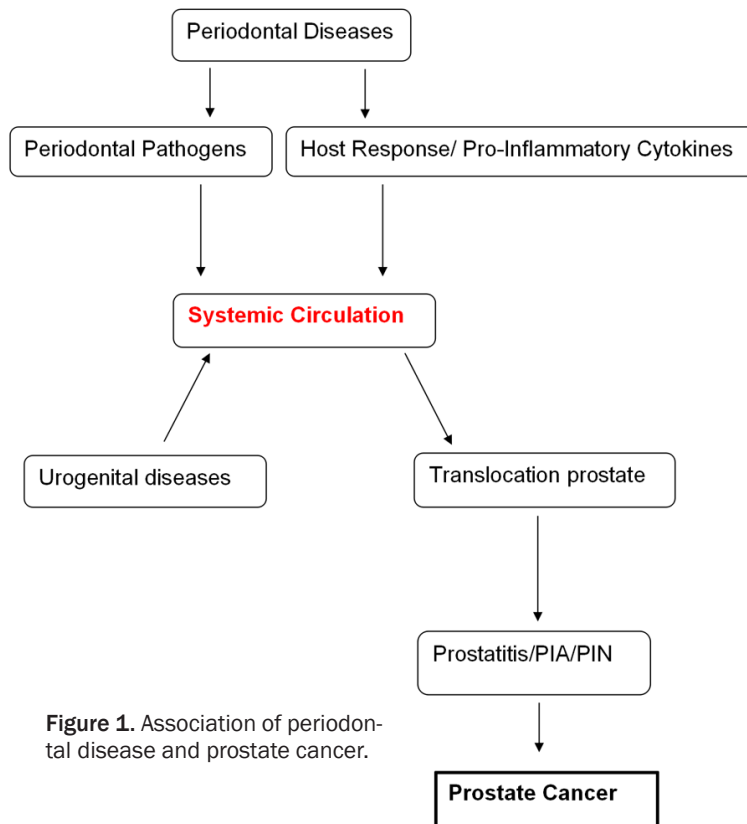 Periodontal Diseases
Periodontal Pathogens
Host Response/ Pro-Inflammatory Cytokines
Systemic Circulation
Urogenital diseases
Translocation prostate
Prostatitis/PIA/PIN
Figure 1. Association of periodon-
tal disease and prostate cancer.
Prostate Cancer